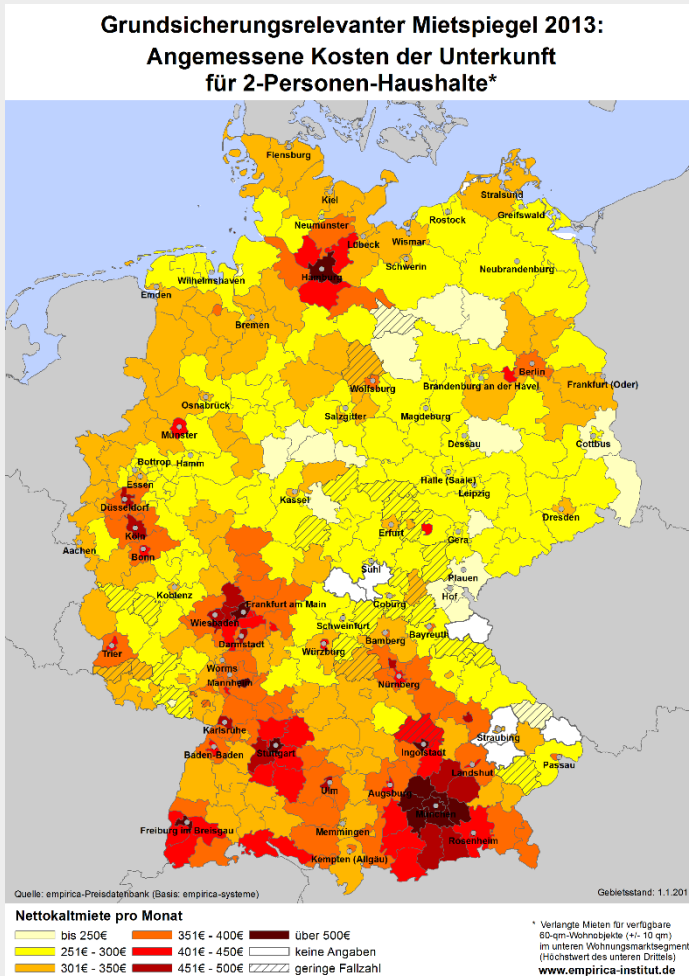 Grundsicherungsrelevanter Mietspiegel 2013:
Angemessene Kosten der Unterkunft
für 2-Personen-Haushalte*
Flensburg
Kiel
Stralsund
Greifswald
Rostock
Neumünster
Lübeck
Wismar
Schwerin
Neubrandenburg
Hamburg
Wilhelmshaven
Emden
Bremen
Berlin
Wolfsburg
Brandenburg an der Havel
Frankfurt (Oder)
Osnabrück
Salzgitter
Magdeburg
Münster
Dessau
Cottbus
Bottrop
Hamm
Essen
Halle (Saale)
Leipzig
Düsseldorf
Kassel
Dresden
Köln
Erfurt
Gera
Aachen
Bonn
Suhl
Plauen
Koblenz
Hof
Frankfurt am Main
Coburg
Wiesbaden
Schweinfurt
Darmstadt
Bamberg
Bayreuth
Trier
Würzburg
Worms
Mannheim
Nürnberg
Karlsruhe
Straubing
Baden-Baden
Stuttgart
Ingolstadt
Passau
Landshut
Ulm
Augsburg
München
Freiburg im Breisgau
Memmingen
Rosenheim
Kempten (Allgäu)
Quelle: empirica-Preisdatenbank (Basis: empirica-systeme)
Gebietsstand: 1.1.201
Nettokaltmiete pro Monat
bis 250€
351€ - 400€
über 500€
251€ - 300€
401€ - 450€
keine Angaben
301€ - 350€
451€ - 500€
geringe Fallzahl
* Verlangte Mieten für verfügbare
60-qm-Wohnobjekte (+/- 10 qm)
im unteren Wohnungsmarktsegment
(Höchstwert des unteren Drittels)
www.empirica-institut.de